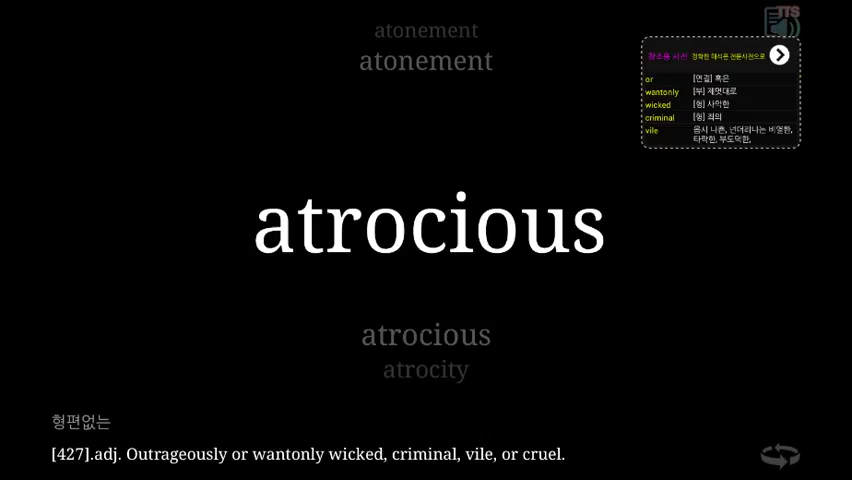 atonement
atonement
TTS
참조용 사전 정확한 해석은 전문사전으로
or [연결] 혹은
wantonly [부] 제멋대로
wicked [형] 사악한
criminal [형] 죄의
vile 몹시 나쁜, 넌더리나는 비열한,
타락한, 부도덕한,
atrocious
atrocious
atrocity
형편없는
[427].adj. Outrageously or wantonly wicked, criminal, vile, or cruel.